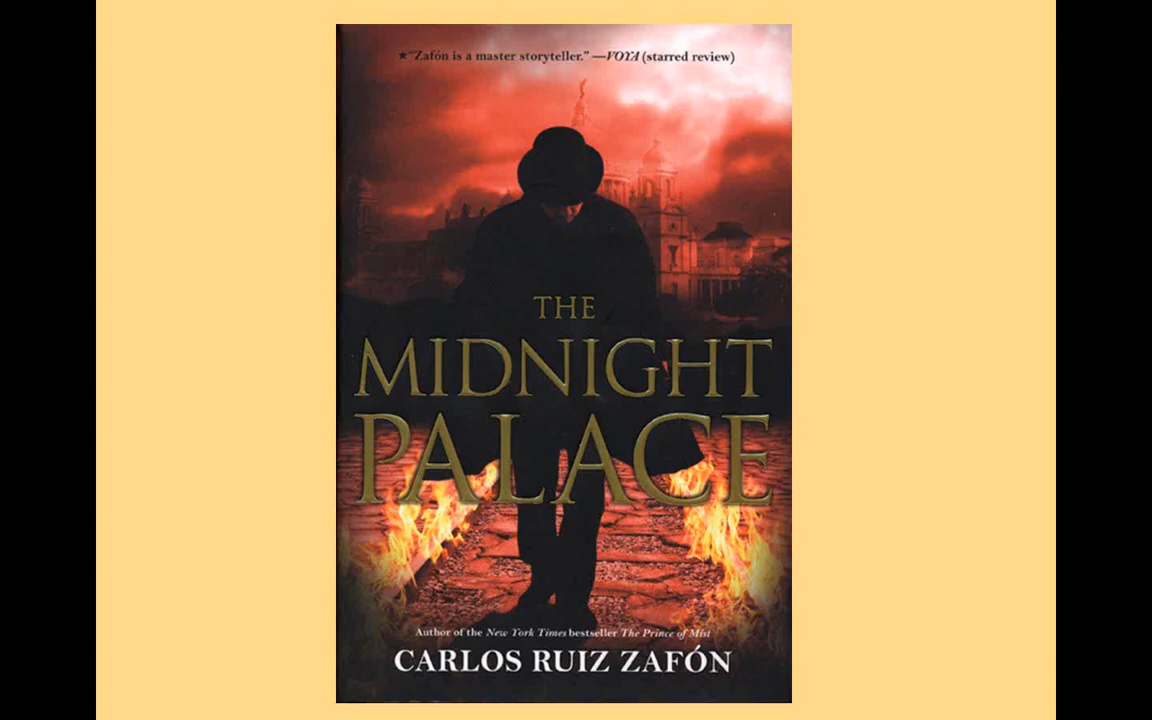 *“Zafón is a master storyteller.” —VOYA (starred review)
THE
MIDNIGHT
PALACE
Author of the New York Times bestseller The Prince of Mist
CARLOS RUIZ ZAFÓN